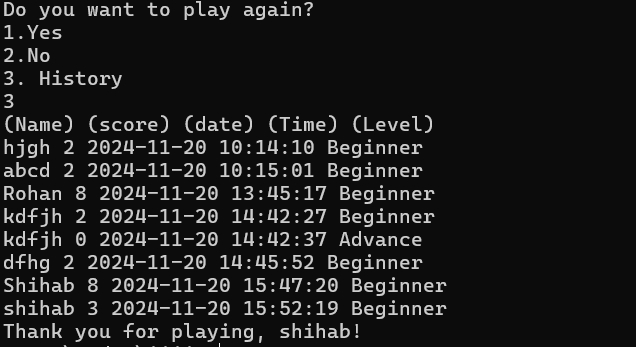 Do you want to play again?
1.Yes
2.No
3. History
3
(Name) (score) (date) (Time) (Level)
hjgh 2 2024-11-20 10:14:10 Beginner
abcd 2 2024-11-20 10:15:01 Beginner
Rohan 8 2024-11-20 13:45:17 Beginner
kdfjh 2 2024-11-20 14:42:27 Beginner
kdfjh 0 2024-11-20 14:42:37 Advance
dfhg 2 2024-11-20 14:45:52 Beginner
Shihab 8 2024-11-20 15:47:20 Beginner
shihab 3 2024-11-20 15:52:19 Beginner
Thank you for playing, shihab!